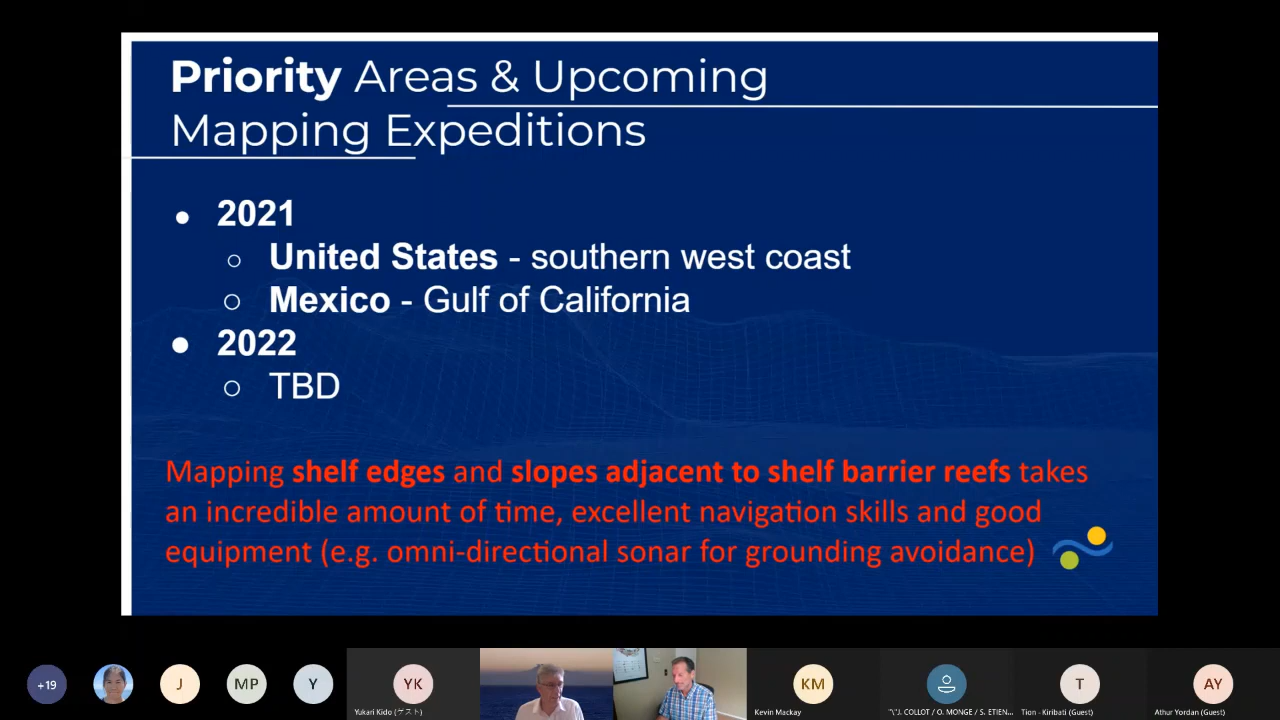 Priority Areas & Upcoming
Mapping Expeditions
● 2021
○ United States - southern west coast
○ Mexico - Gulf of California
● 2022
○ TBD
Mapping shelf edges and slopes adjacent to shelf barrier reefs takes
an incredible amount of time, excellent navigation skills and good
equipment (e.g. omni-directional sonar for grounding avoidance)
+19
J
MP
Y
YK
KM
T
AY
Yukari Kido (ゲスト)
Kevin Mackay
"\"J. COLLOT / O. MONGE / S. ETIEN...
Tion - Kiribati (Guest)
Athur Yordan (Guest)